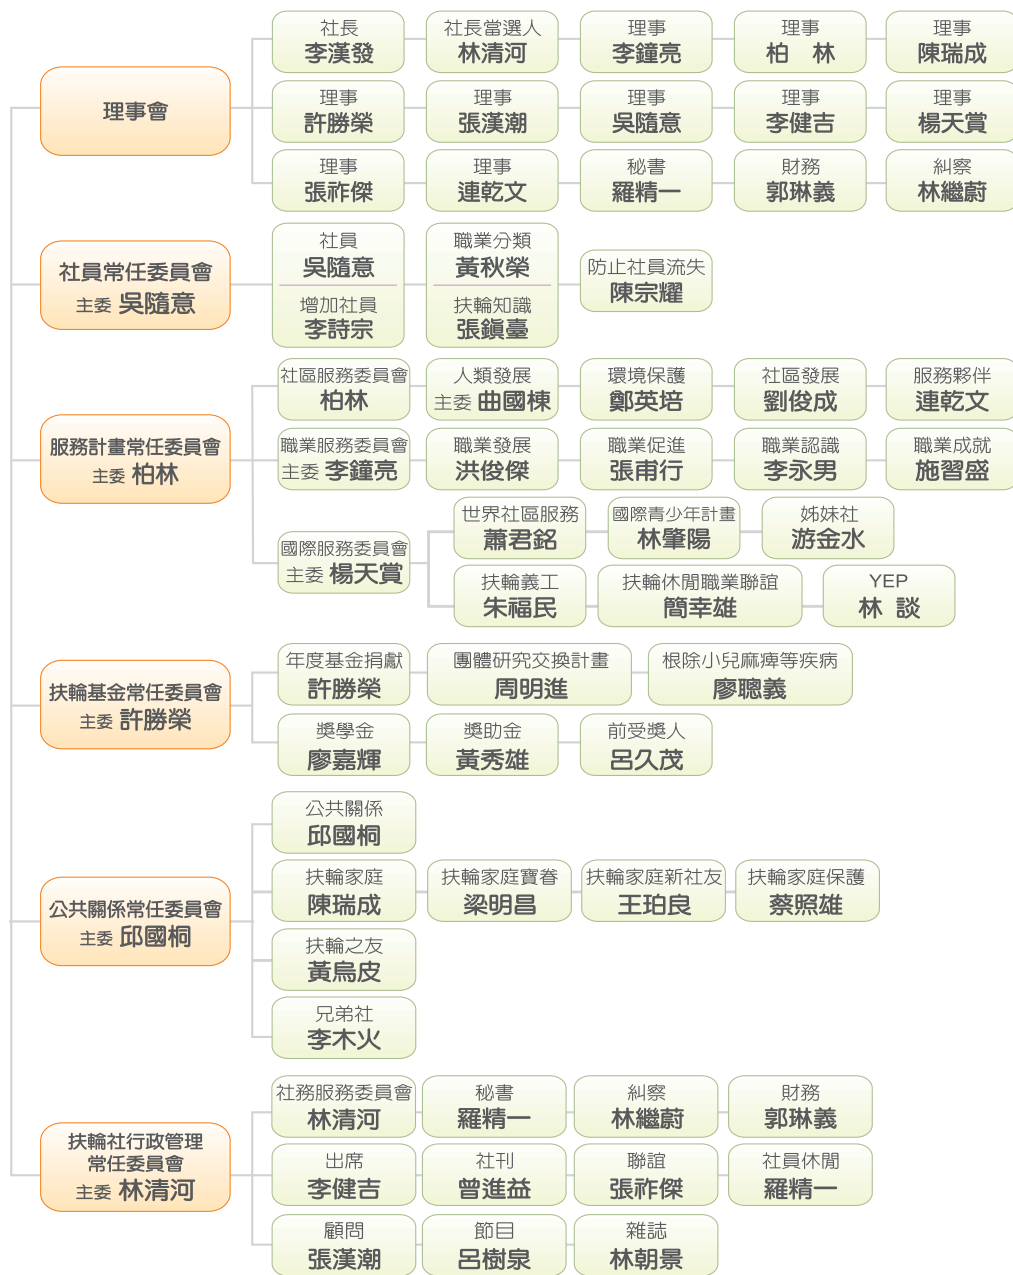 理事會
社長
李漢發
社長當選人
林清河
理事
李鐘亮
理事
柏　林
理事
陳瑞成
理事
許勝榮
理事
張漢潮
理事
吳隨意
理事
李健吉
理事
楊天賞
理事
張祚傑
理事
連乾文
秘書
羅精一
財務
郭琳義
糾察
林繼蔚
社員常任委員會
主委 吳隨意
社員
吳隨意
增加社員
李詩宗
職業分類
黃秋榮
扶輪知識
張鎭臺
防止社員流失
陳宗耀
服務計畫常任委員會
主委 柏林
社區服務委員會
柏林
人類發展
主委 曲國棟
環境保護
鄭英培
社區發展
劉俊成
服務夥伴
連乾文
職業服務委員會
主委 李鐘亮
職業發展
洪俊傑
職業促進
張甫行
職業認識
李永男
職業成就
施習盛
國際服務委員會
主委 楊天賞
世界社區服務
蕭君銘
國際青少年計畫
林肇陽
姊妹社
游金水
扶輪義工
朱福民
扶輪休閒職業聯誼
簡幸雄
YEP
林 談
扶輪基金常任委員會
主委 許勝榮
年度基金捐獻
許勝榮
團體研究交換計畫
周明進
根除小兒麻痺等疾病
廖聰義
獎學金
廖嘉輝
獎助金
黃秀雄
前受獎人
呂久茂
公共關係常任委員會
主委 邱國桐
公共關係
邱國桐
扶輪家庭
陳瑞成
扶輪家庭寶眷
梁明昌
扶輪家庭新社友
王珀良
扶輪家庭保護
蔡照雄
扶輪之友
黃烏皮
兄弟社
李木火
扶輪社行政管理
常任委員會
主委 林清河
社務服務委員會
林清河
秘書
羅精一
糾察
林繼蔚
財務
郭琳義
出席
李健吉
社刊
曾進益
聯誼
張祚傑
社員休閒
羅精一
顧問
張漢潮
節目
呂樹泉
雜誌
林朝景